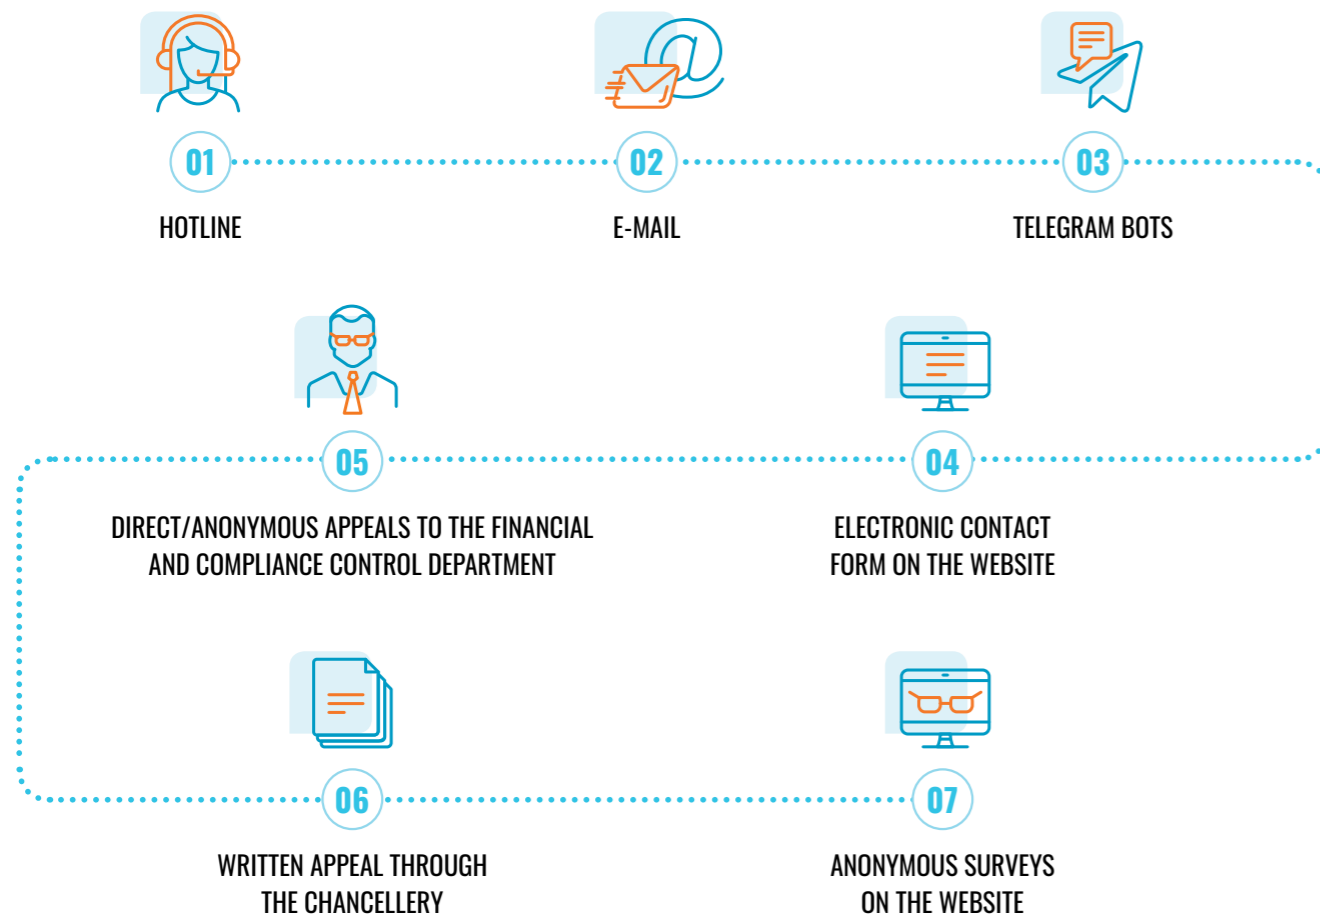 01
HOTLINE
02
E-MAIL
03
TELEGRAM BOTS
04
ELECTRONIC CONTACT
FORM ON THE WEBSITE
05
DIRECT/ANONYMOUS APPEALS TO THE FINANCIAL
AND COMPLIANCE CONTROL DEPARTMENT
06
WRITTEN APPEAL THROUGH
THE CHANCELLERY
07
ANONYMOUS SURVEYS
ON THE WEBSITE